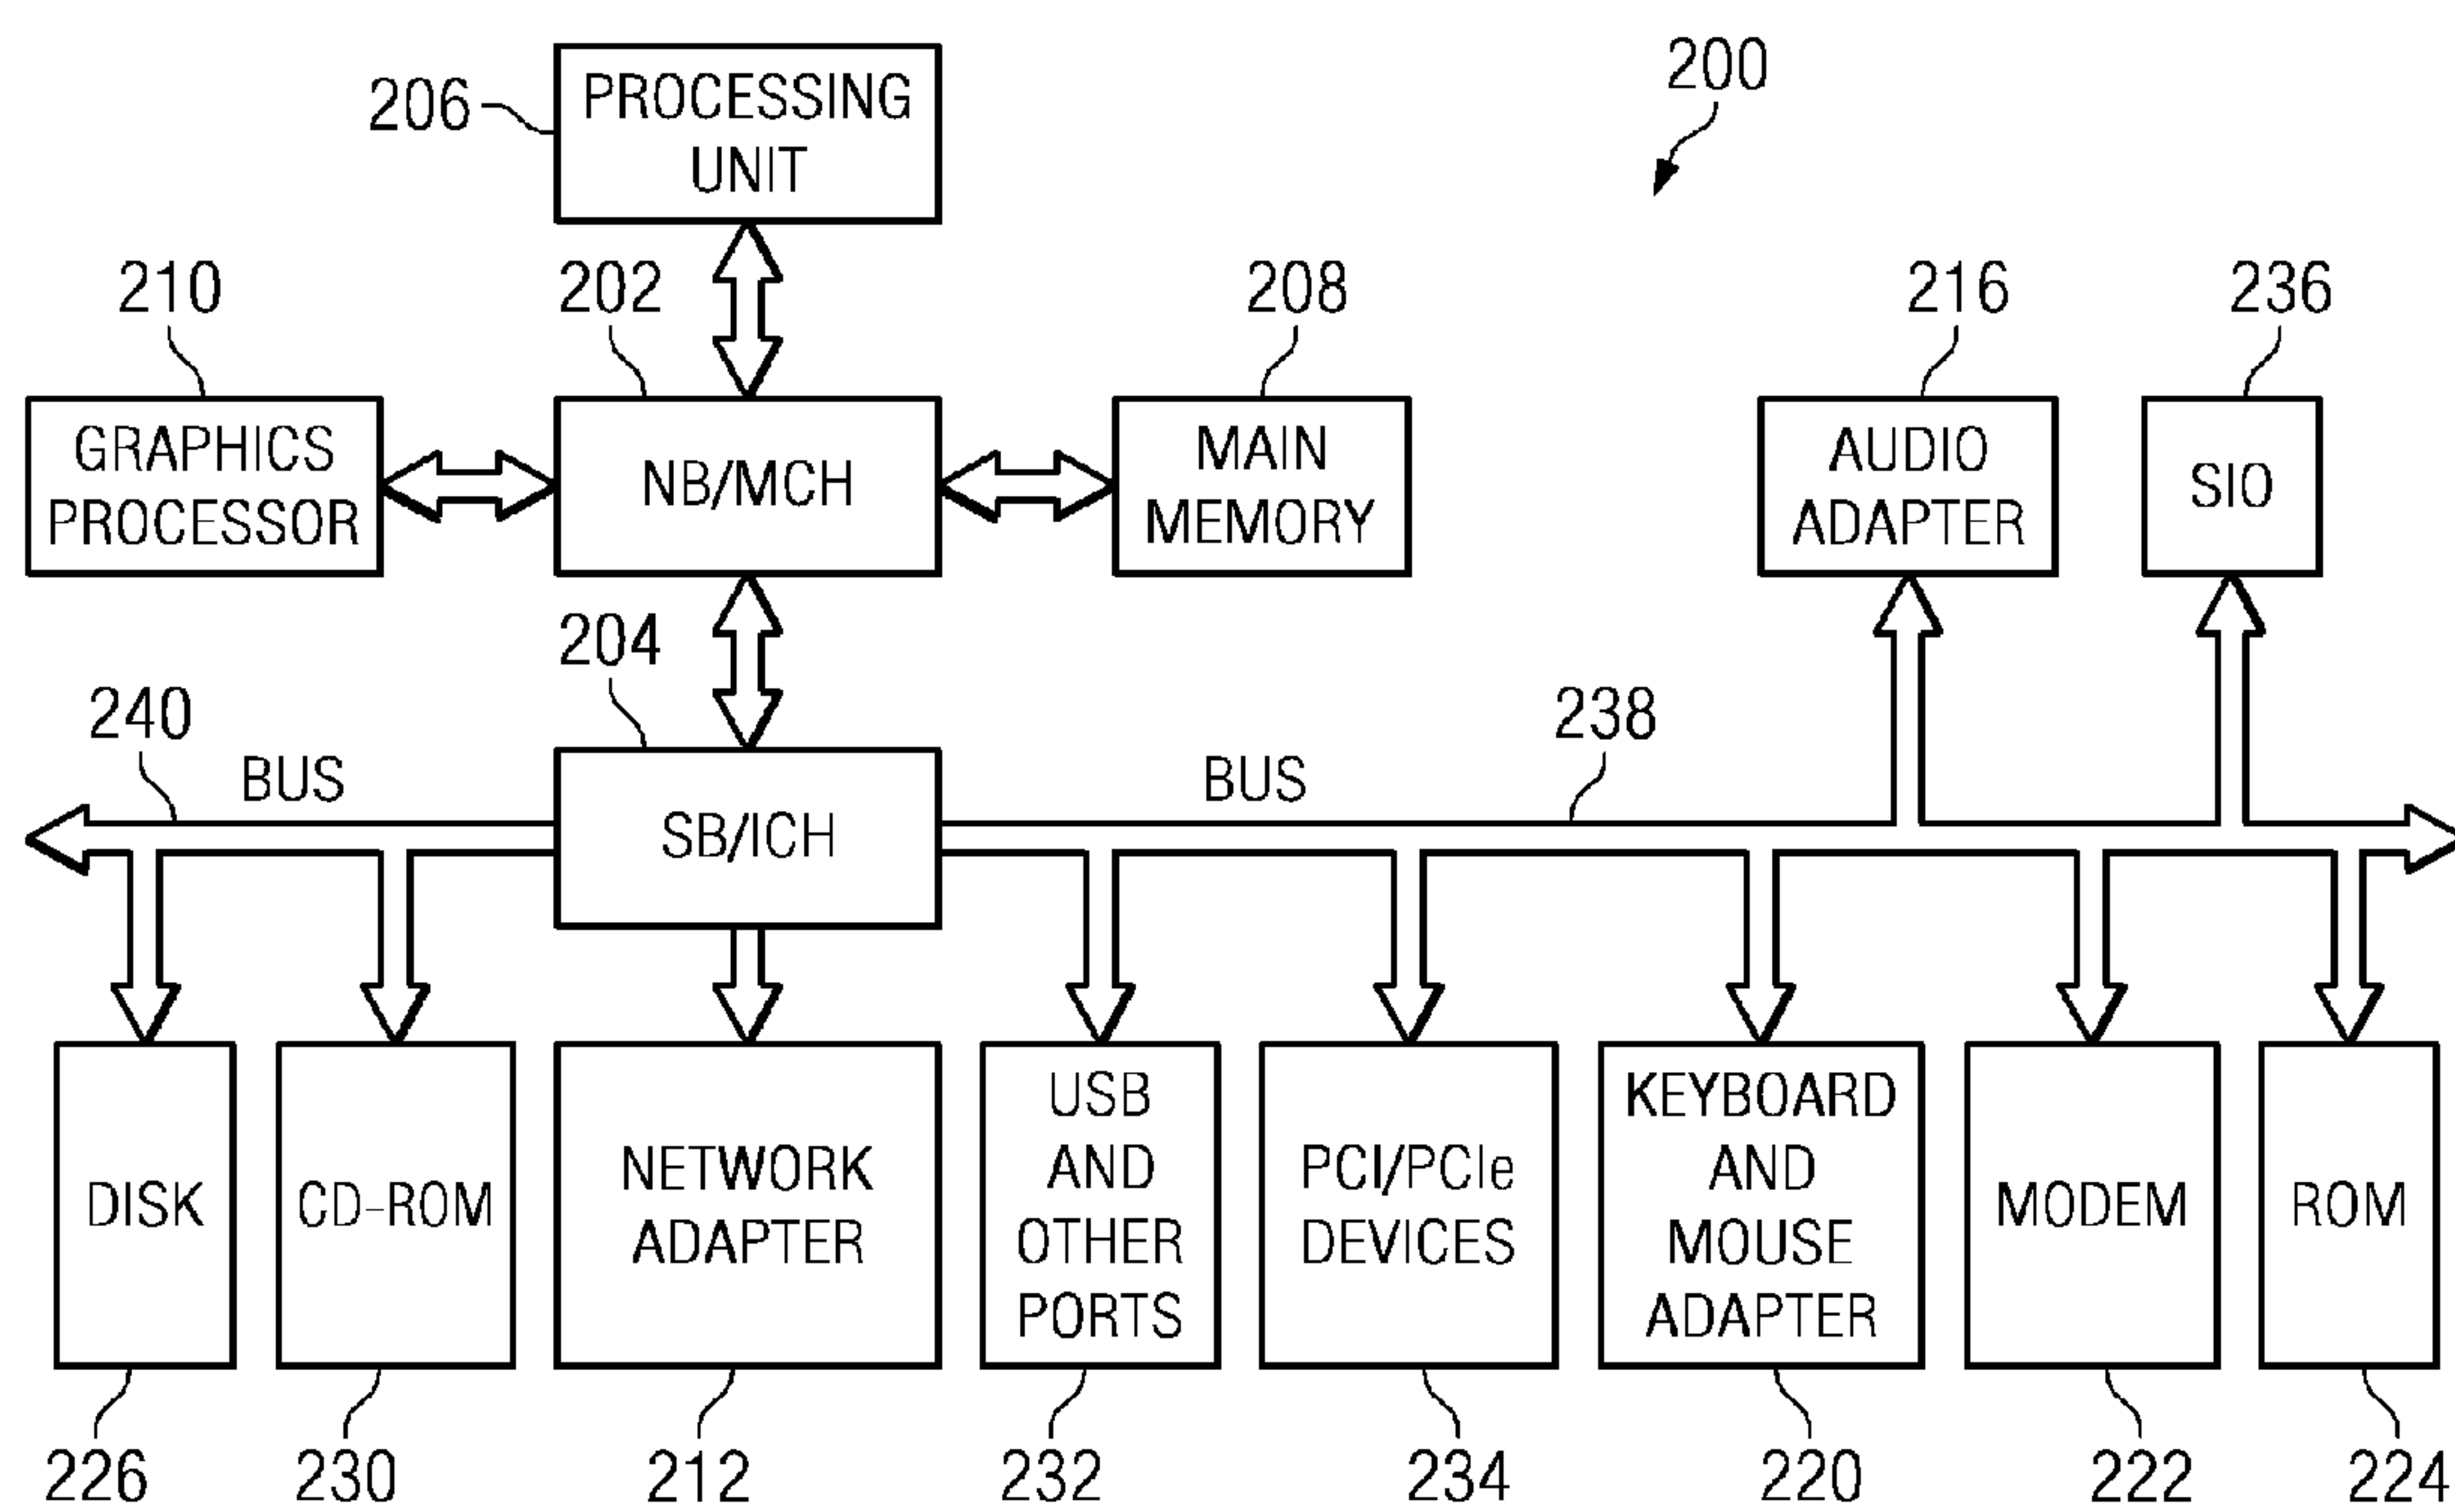 200
206
PROCESSING
UNIT
210
202
208
216
236
GRAPHICS
PROCESSOR
NB/MCH
MAIN
MEMORY
AUDIO
ADAPTER
SIO
204
240
BUS
238
BUS
SB/ICH
DISK
CD-ROM
NETWORK
ADAPTER
USB
AND
OTHER
PORTS
PCI/PCIe
DEVICES
KEYBOARD
AND
MOUSE
ADAPTER
MODEM
ROM
226
230
212
232
234
220
222
224